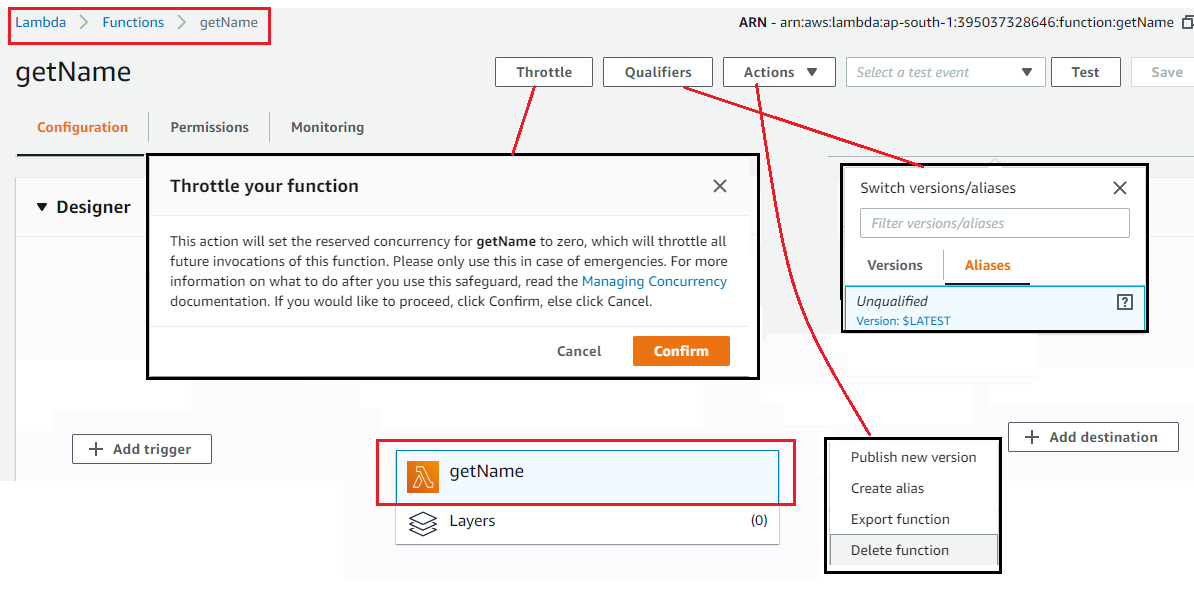 Lambda > Functions > getName
ARN - arn:aws:lambda:ap-south-1:395037328646:function:getName
getName
Throttle
Qualifiers
Actions
Select a test event
Test
Save
Configuration
Permissions
Monitoring
Designer
Throttle your function
This action will set the reserved concurrency for getName to zero, which will throttle all
future invocations of this function. Please only use this in case of emergencies. For more
information on what to do after you use this safeguard, read the Managing Concurrency
documentation. If you would like to proceed, click Confirm, else click Cancel.
Cancel
Confirm
Switch versions/aliases
Filter versions/aliases
Versions
Aliases
Unqualified
Version: $LATEST
+ Add trigger
getName
Layers
(0)
+ Add destination
Publish new version
Create alias
Export function
Delete function